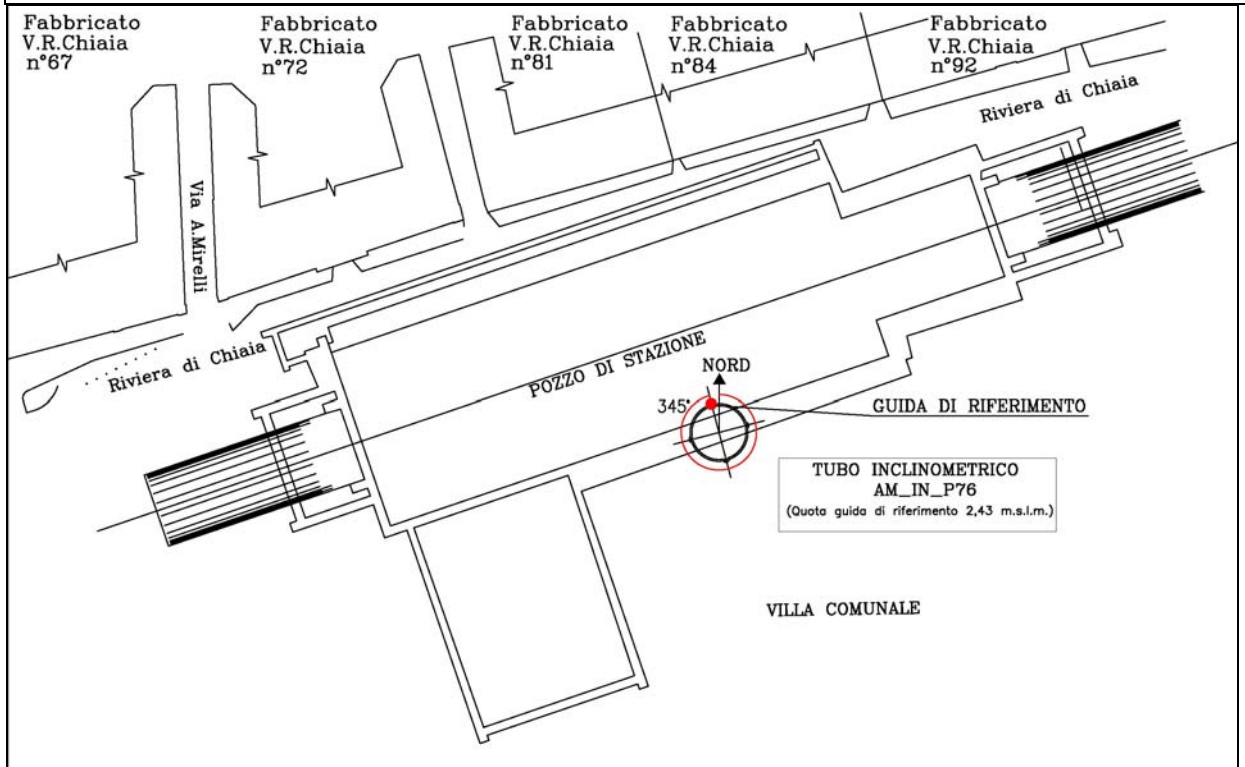 Fabbricato
V.R.Chiaia
n°67
Fabbricato
V.R.Chiaia
n°72
Fabbricato
V.R.Chiaia
n°81
Fabbricato
V.R.Chiaia
n°84
Fabbricato
V.R.Chiaia
n°92
Riviera di Chiaia
Via A.Mirelli
Riviera di Chiaia
POZZO DI STAZIONE
NORD
345°
GUIDA DI RIFERIMENTO
TUBO INCLINOMETRICO
AM_IN_P76
(Quota guida di riferimento 2,43 m.s.l.m.)
VILLA COMUNALE